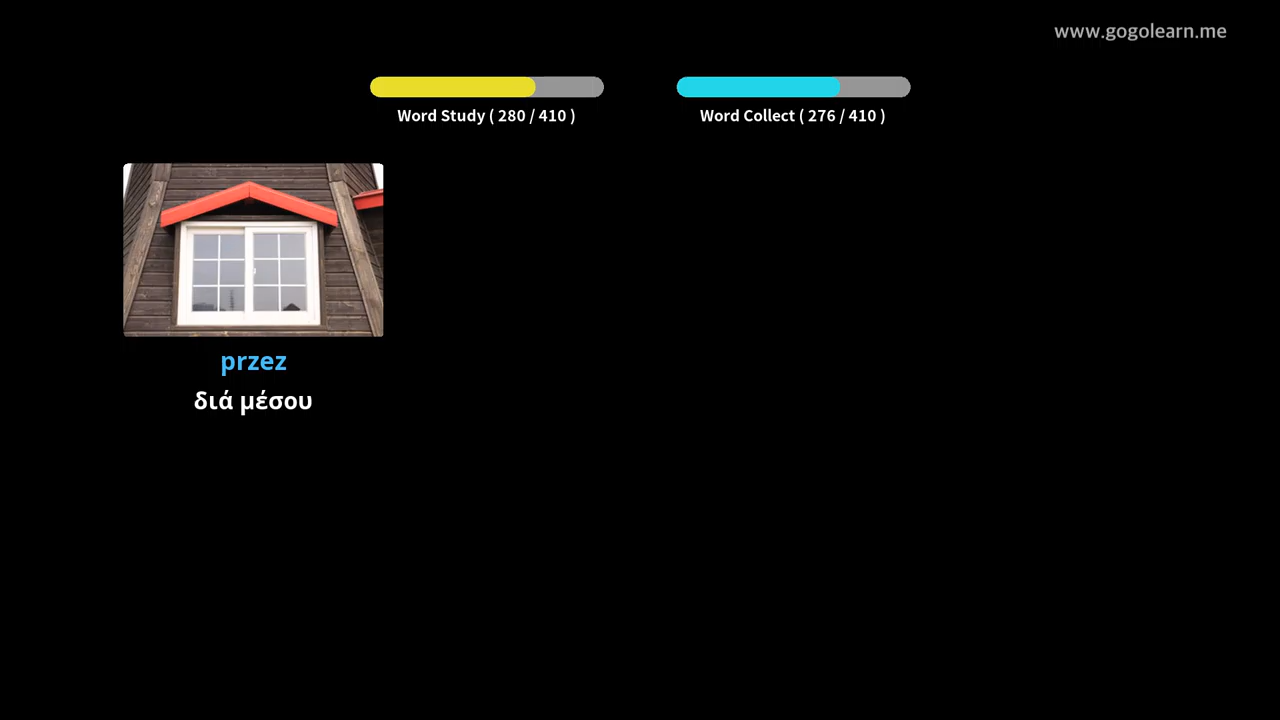 www.gogolearn.me
Word Study ( 280 / 410 )
Word Collect ( 276 / 410 )
przez
διά μέσου